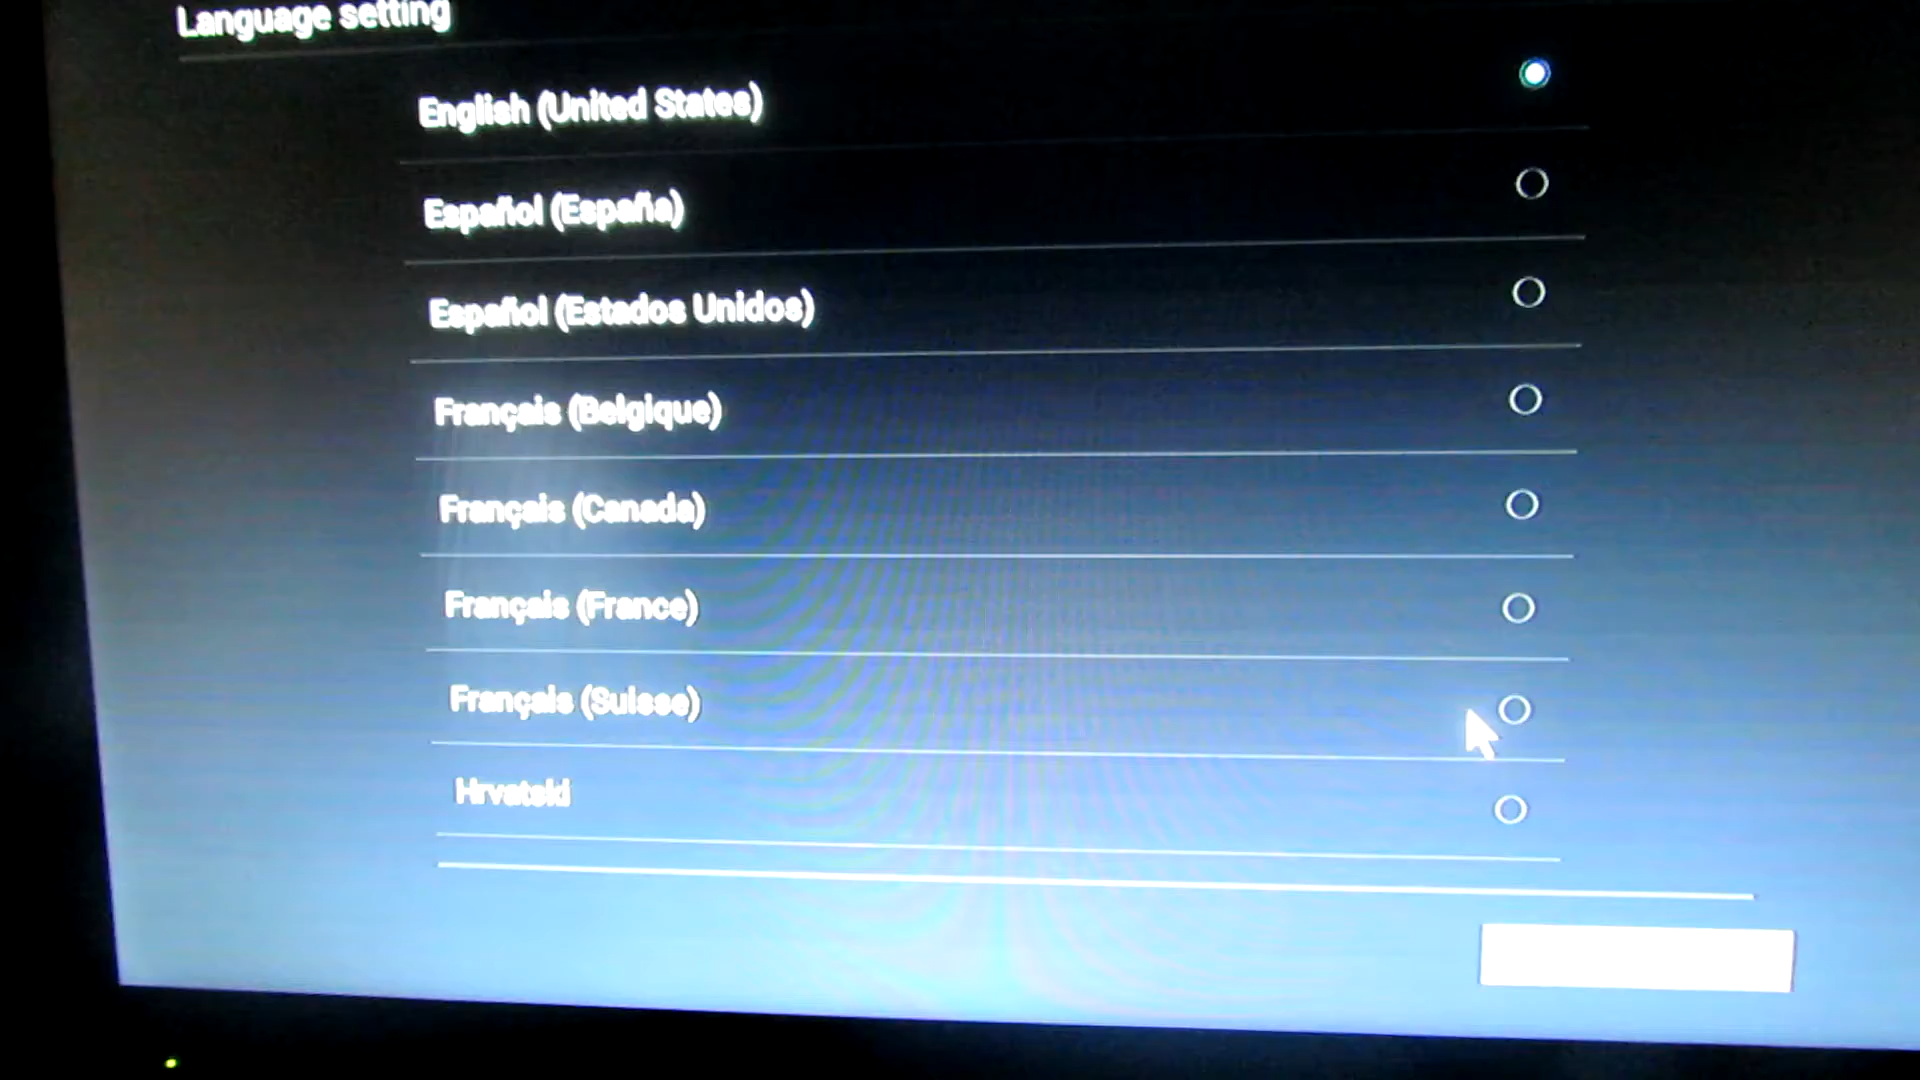 Language setting
English (United States)
Español (España)
Español (Estados Unidos)
Français (Belgique)
Français (Canada)
Français (France)
Français (Suisse)
Hrvatski